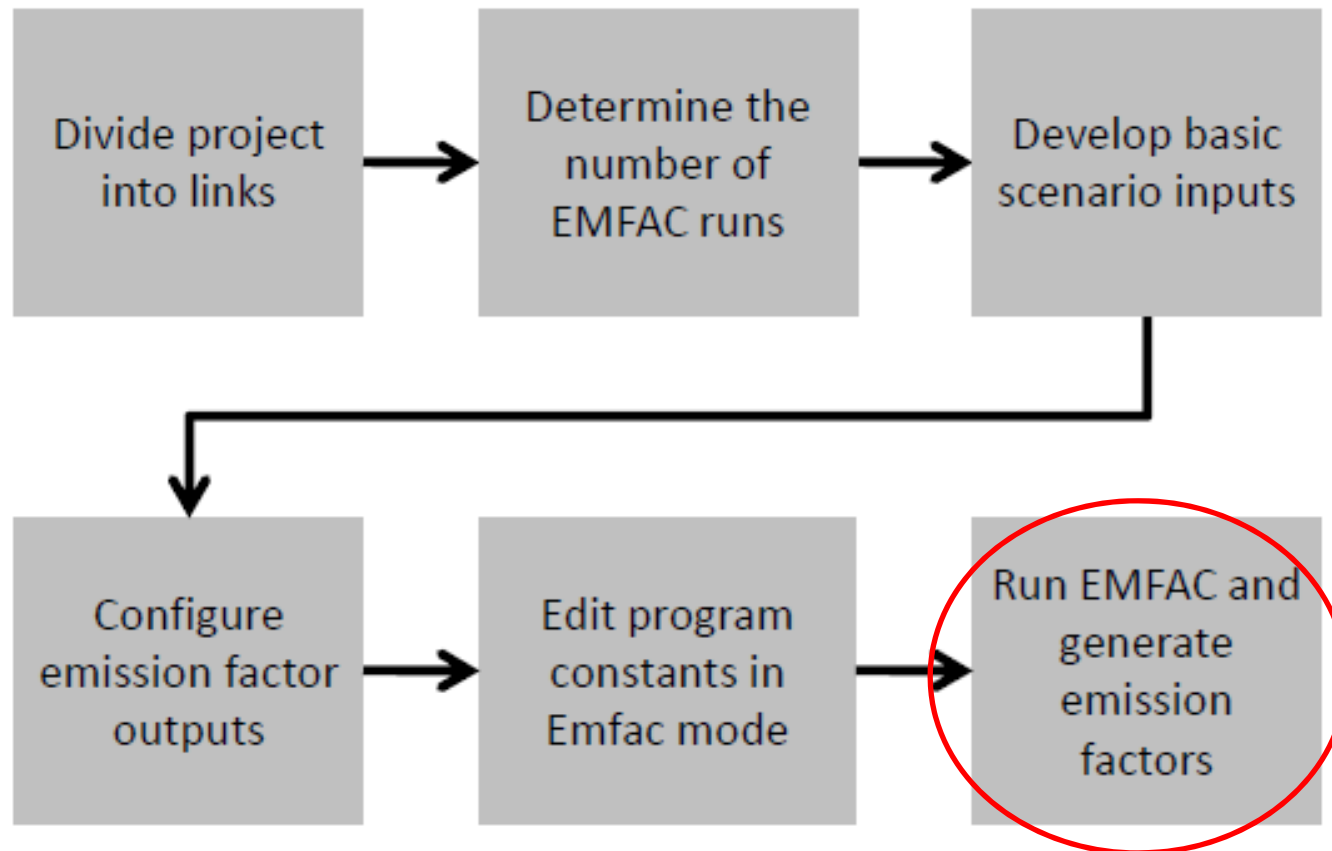 Divide project
into links
Determine the
number of
EMFAC runs
Develop basic
scenario inputs
Configure
emission factor
outputs
Edit program
constants in
Emfac mode
Run EMFAC and
generate
emission
factors